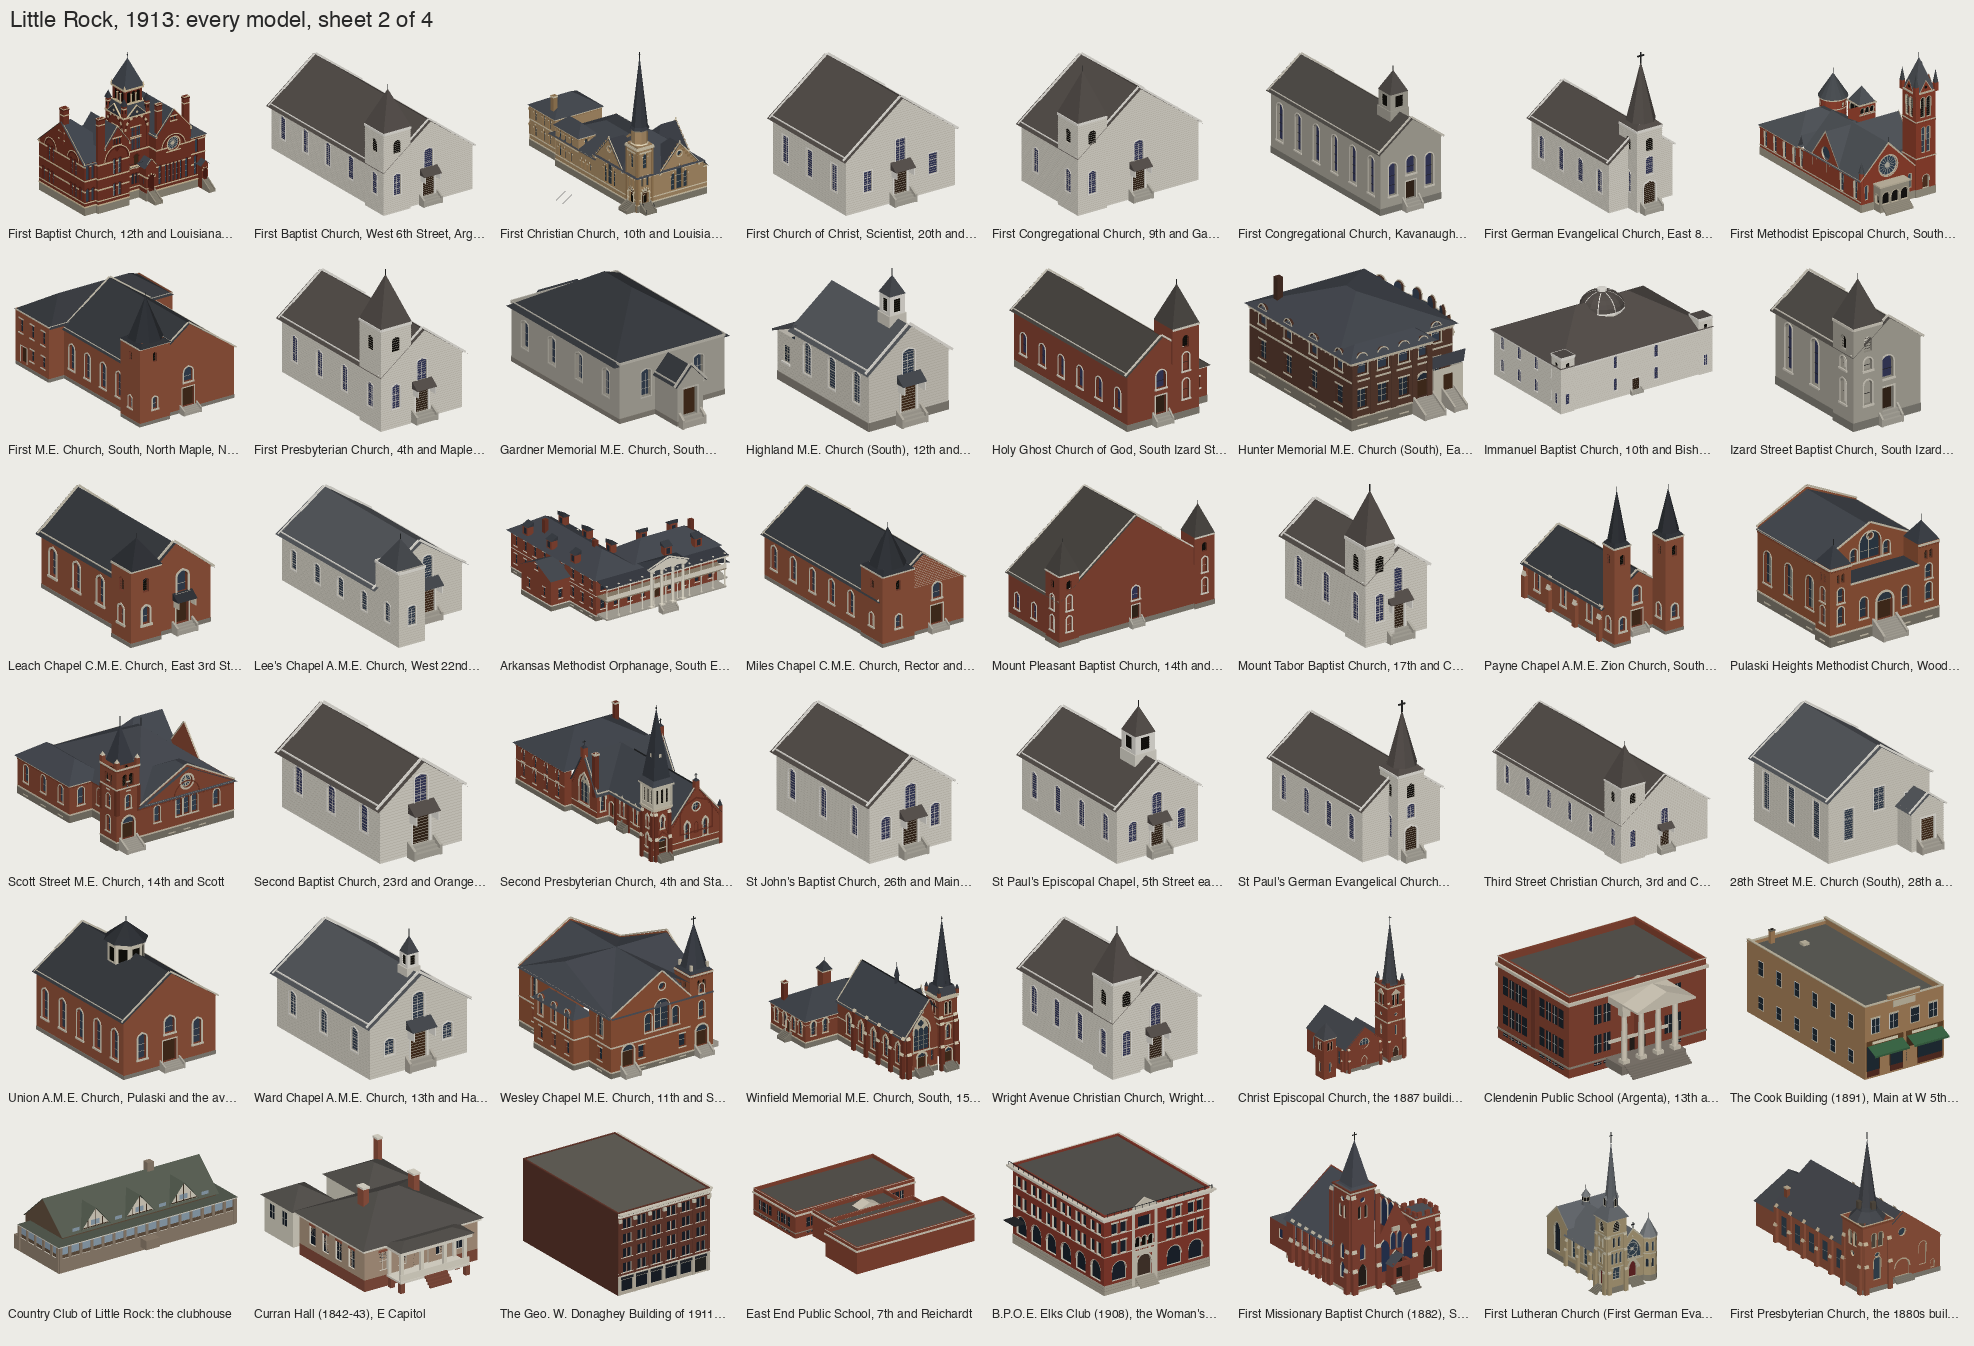 Little Rock, 1913: every model, sheet 2 of 4
First Baptist Church, 12th and Louisiana...
First Baptist Church, West 6th Street, Arg...
First Christian Church, 10th and Louisia...
First Church of Christ, Scientist, 20th and...
First Congregational Church, 9th and Ga...
First Congregational Church, Kavanaugh...
First German Evangelical Church, East 8...
First Methodist Episcopal Church, South...
First M.E. Church, South, North Maple, N...
First Presbyterian Church, 4th and Maple...
Gardner Memorial M.E. Church, South...
Highland M.E. Church (South), 12th and...
Holy Ghost Church of God, South Izard St...
Hunter Memorial M.E. Church (South), Ea...
Immanuel Baptist Church, 10th and Bish...
Izard Street Baptist Church, South Izard...
Leach Chapel C.M.E. Church, East 3rd St...
Lee's Chapel A.M.E. Church, West 22nd...
Arkansas Methodist Orphanage, South E...
Miles Chapel C.M.E. Church, Rector and...
Mount Pleasant Baptist Church, 14th and...
Mount Tabor Baptist Church, 17th and C...
Payne Chapel A.M.E. Zion Church, South...
Pulaski Heights Methodist Church, Wood...
Scott Street M.E. Church, 14th and Scott
Second Baptist Church, 23rd and Orange...
Second Presbyterian Church, 4th and Sta...
St John's Baptist Church, 26th and Main...
St Paul's Episcopal Chapel, 5th Street ea...
St Paul's German Evangelical Church...
Third Street Christian Church, 3rd and C...
28th Street M.E. Church (South), 28th a...
Union A.M.E. Church, Pulaski and the av...
Ward Chapel A.M.E. Church, 13th and Ha...
Wesley Chapel M.E. Church, 11th and S...
Winfield Memorial M.E. Church, South, 15...
Wright Avenue Christian Church, Wright...
Christ Episcopal Church, the 1887 buildi...
Clendenin Public School (Argenta), 13th a...
The Cook Building (1891), Main at W 5th...
Country Club of Little Rock: the clubhouse
Curran Hall (1842-43), E Capitol
The Geo. W. Donaghey Building of 1911...
East End Public School, 7th and Reichardt
B.P.O.E. Elks Club (1908), the Woman's...
First Missionary Baptist Church (1882), S...
First Lutheran Church (First German Eva...
First Presbyterian Church, the 1880s buil...